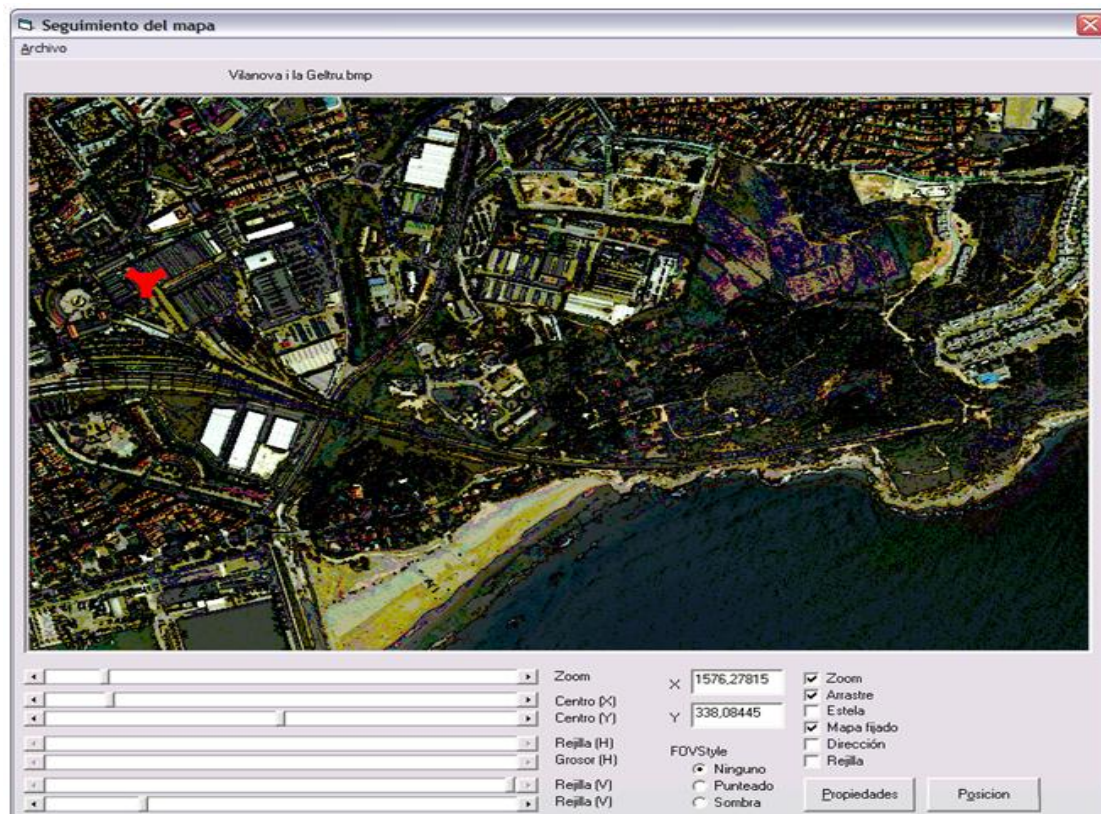 Seguimiento del mapa
Archivo
Vilanova i la Geltru.bmp
Zoom
Centro (X)
Centro (Y)
Rejilla (H)
Grosor (H)
Rejilla (V)
Rejilla (V)
X 1576,27815
Y 338,08445
FOVStyle
Ninguno
Punteado
Sombra
Zoom
Arrastre
Estela
Mapa fijado
Dirección
Rejilla
Propiedades
Posicion